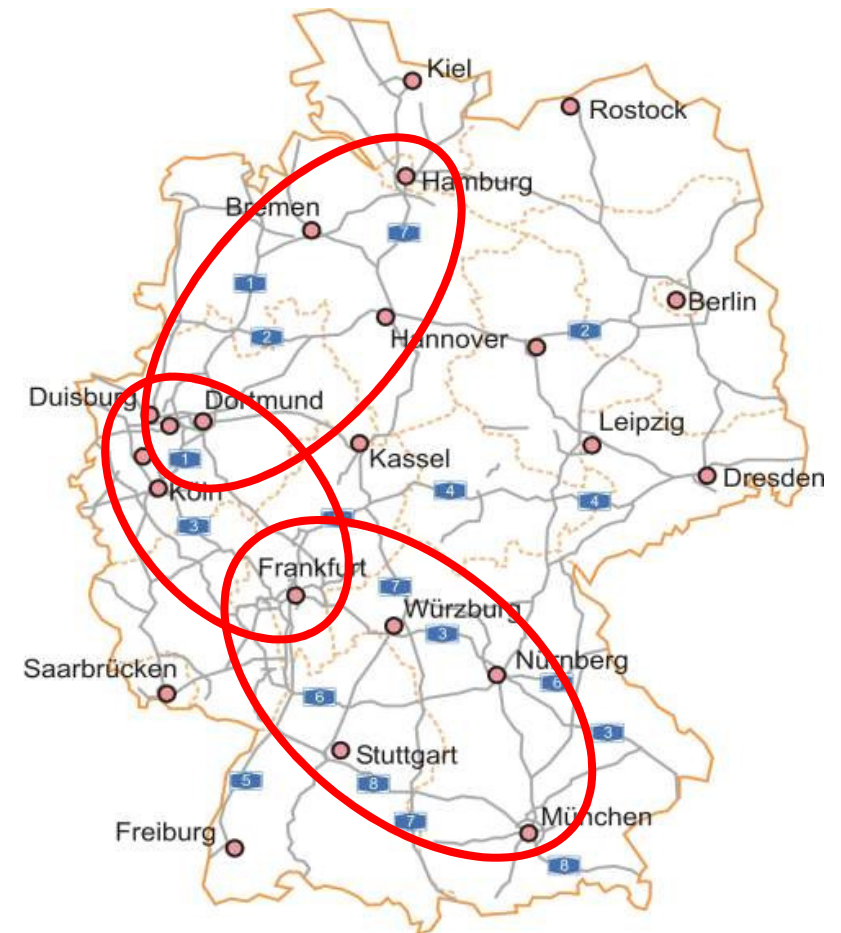 Kiel
Rostock
Hamburg
Bremen
7
1
Berlin
2
2
Hannover
Duisburg
Dortmund
Leipzig
1
Kassel
Dresden
Köln
4
4
3
Frankfurt
7
Würzburg
3
Saarbrücken
Nürnberg
6
6
3
Stuttgart
5
8
7
München
Freiburg
8